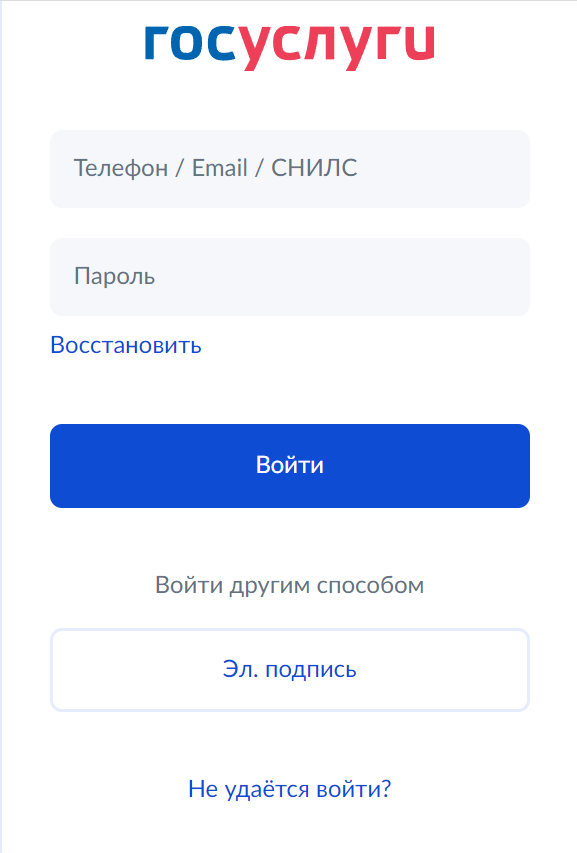 госуслуги
Телефон / Email / СНИЛС
Пароль
Восстановить
Войти
Войти другим способом
Эл. подпись
Не удаётся войти?